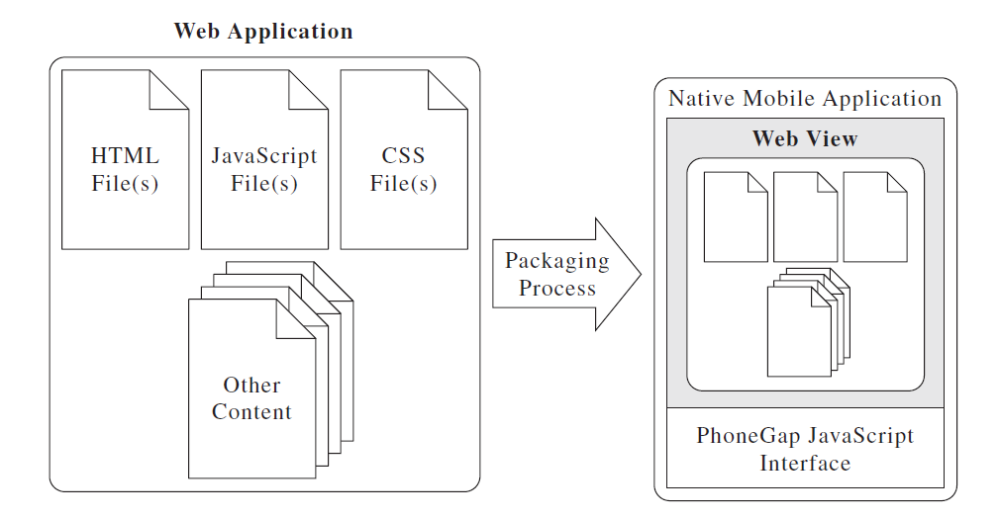 Web Application
HTML
File(s)
JavaScript
File(s)
CSS
File(s)
Other
Content
Packaging
Process
Native Mobile Application
Web View
PhoneGap JavaScript
Interface